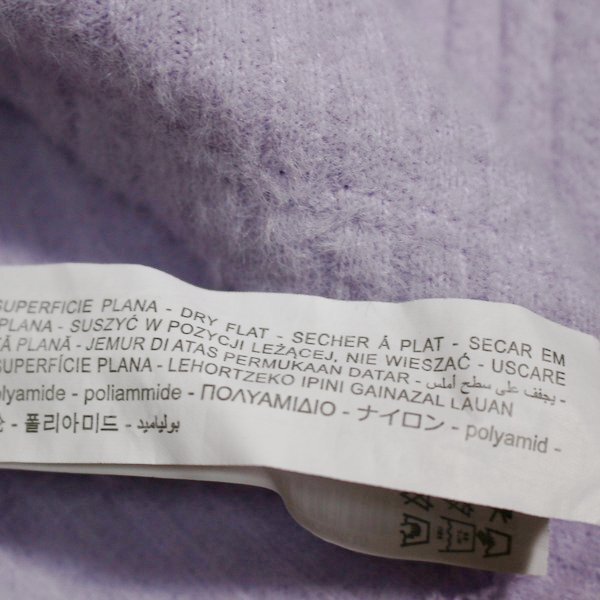 SUPERFICIE PLANA - DRY FLAT - SECHER À PLAT - SECAR EM
PLANA - SUSZYĆ W POZYCJI LEŻĄCEJ, NIE WIESZAĆ - USCARE
PLANĂ - JEMUR DI ATAS PERMUKAAN DATAR - يجفف على سطح أملس -
SUPERFÍCIE PLANA - LEHORTZEKO IPINI GAINAZAL LAUAN
polyamide - poliammide - ΠΟΛΥΑΜΙΔΙΟ - ナイロン - polyamid -
- 폴리아미드 - بولياميد